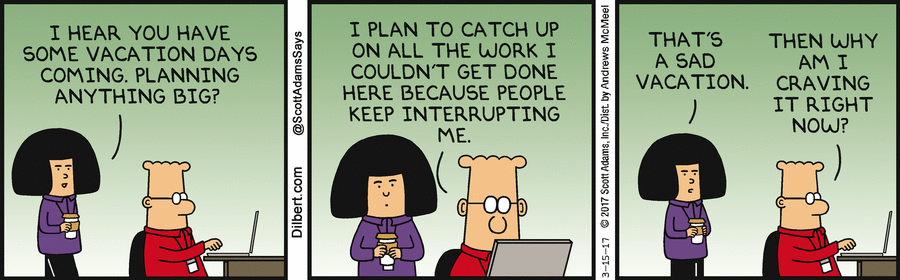 I HEAR YOU HAVE
SOME VACATION DAYS
COMING. PLANNING
ANYTHING BIG?
Dilbert.com @ScottAdamsSays
I PLAN TO CATCH UP
ON ALL THE WORK I
COULDN'T GET DONE
HERE BECAUSE PEOPLE
KEEP INTERRUPTING
ME.
3-15-17 © 2017 Scott Adams, Inc./Dist. by Andrews McMeel
THAT'S
A SAD
VACATION.
THEN WHY
AM I
CRAVING
IT RIGHT
NOW?